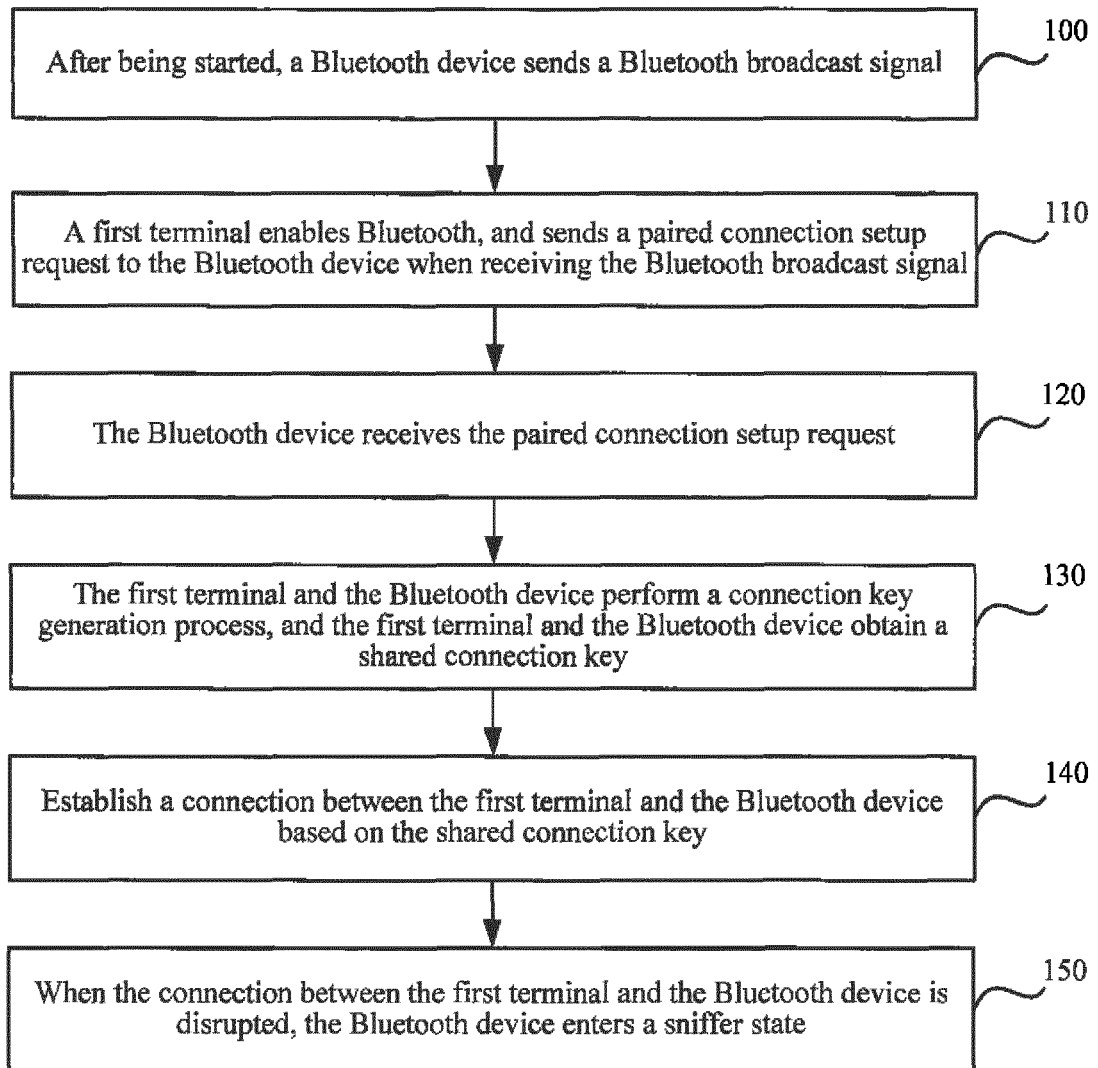 100
After being started, a Bluetooth device sends a Bluetooth broadcast signal
110
A first terminal enables Bluetooth, and sends a paired connection setup
request to the Bluetooth device when receiving the Bluetooth broadcast signal
120
The Bluetooth device receives the paired connection setup request
130
The first terminal and the Bluetooth device perform a connection key
generation process, and the first terminal and the Bluetooth device obtain a
shared connection key
140
Establish a connection between the first terminal and the Bluetooth device
based on the shared connection key
150
When the connection between the first terminal and the Bluetooth device is
disrupted, the Bluetooth device enters a sniffer state